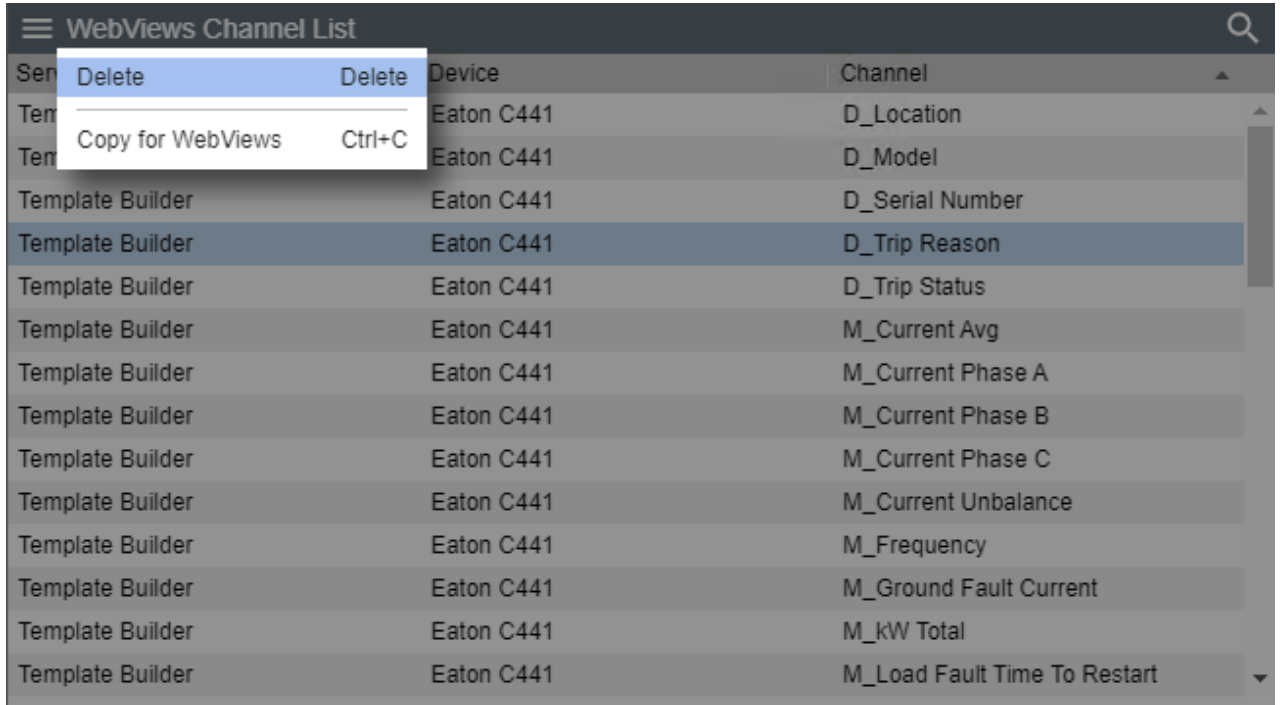 WebViews Channel List
Ser Device Channel
Delete Delete
Tem Eaton C441 D_Location
Copy for WebViews Ctrl+C
Tem Eaton C441 D_Model
Template Builder Eaton C441 D_Serial Number
Template Builder Eaton C441 D_Trip Reason
Template Builder Eaton C441 D_Trip Status
Template Builder Eaton C441 M_Current Avg
Template Builder Eaton C441 M_Current Phase A
Template Builder Eaton C441 M_Current Phase B
Template Builder Eaton C441 M_Current Phase C
Template Builder Eaton C441 M_Current Unbalance
Template Builder Eaton C441 M_Frequency
Template Builder Eaton C441 M_Ground Fault Current
Template Builder Eaton C441 M_kW Total
Template Builder Eaton C441 M_Load Fault Time To Restart